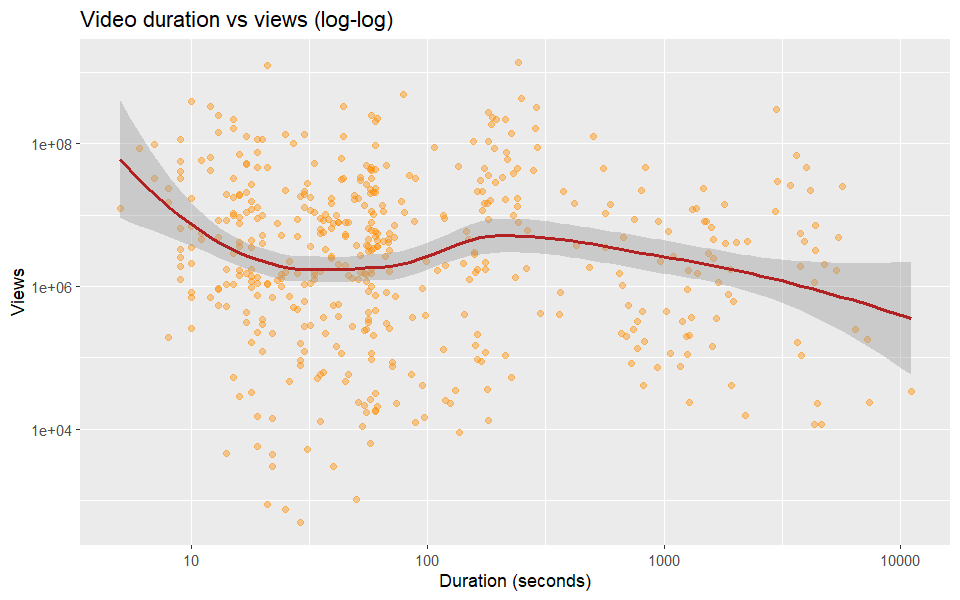 Video duration vs views (log-log)
Views
1e+08
1e+06
1e+04
10
100
1000
10000
Duration (seconds)